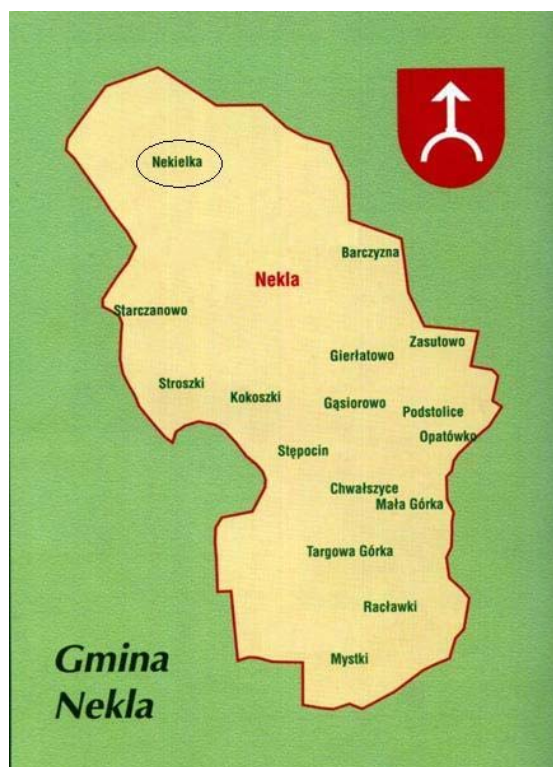 Nekielka
Barczyzna
Nekla
Starczanowo
Zasutowo
Gierłatowo
Stroszki
Kokoszki
Gąsiorowo
Podstolice
Opatówko
Stępocin
Chwałszyce
Mała Górka
Targowa Górka
Racławki
Mystki
Gmina
Nekla